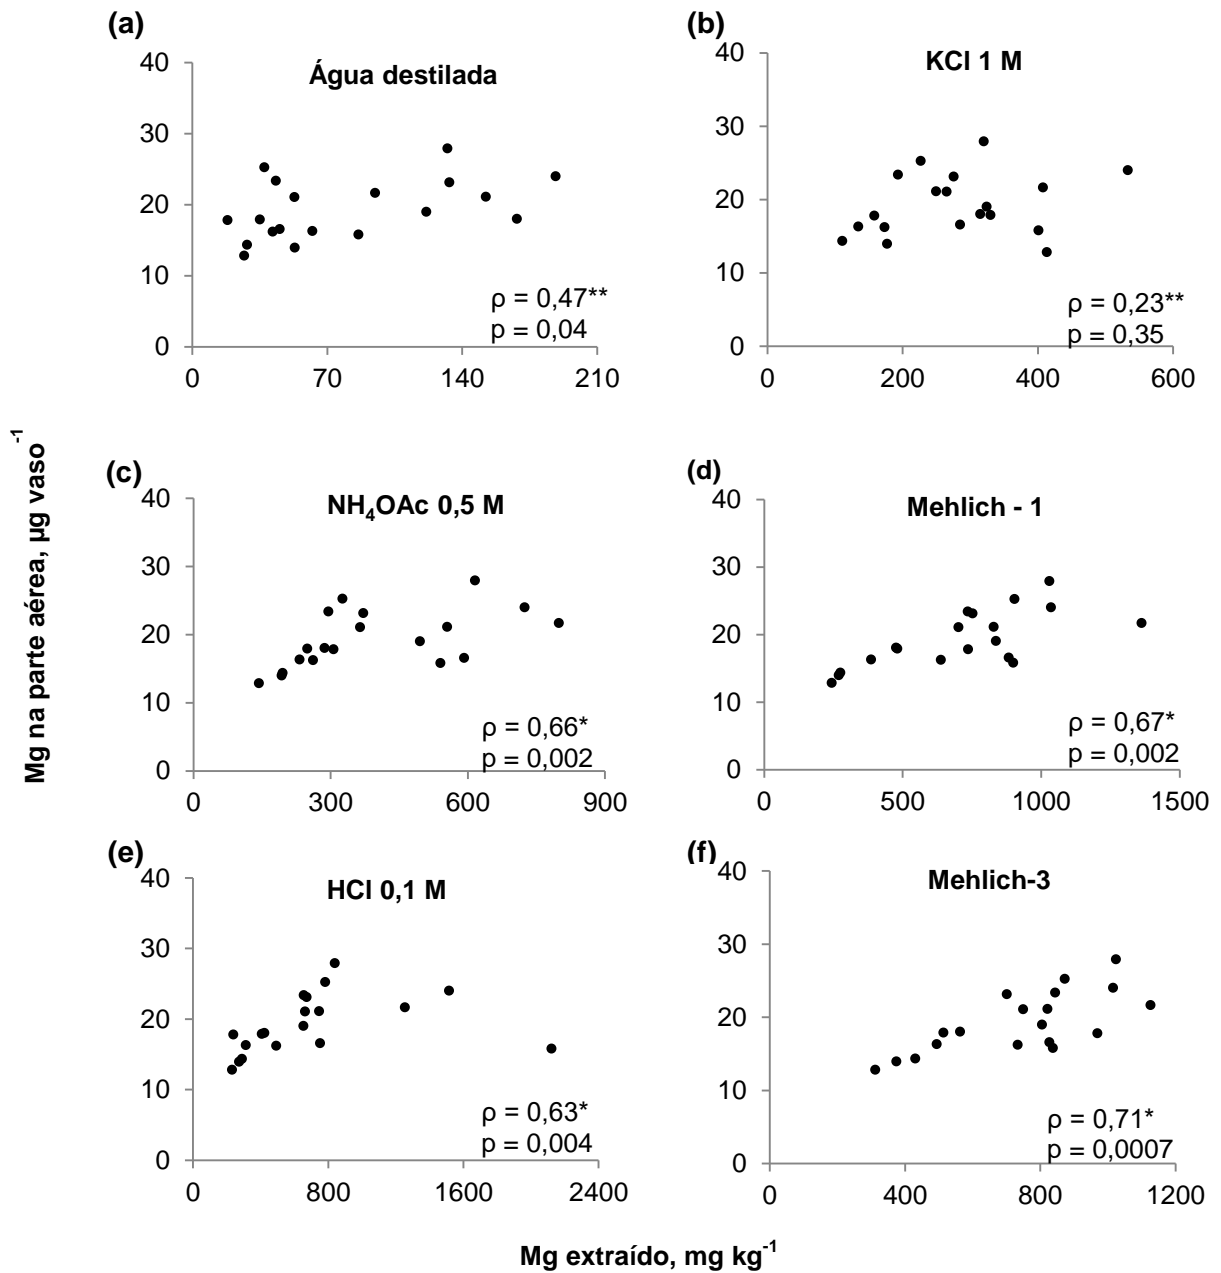 (a)
Água destilada
40
30
20
10
0
0 70 140 210
ρ = 0,47**
p = 0,04
(b)
KCl 1 M
40
30
20
10
0
0 200 400 600
ρ = 0,23**
p = 0,35
Mg na parte aérea, µg vaso⁻¹
(c)
NH₄OAc 0,5 M
40
30
20
10
0
0 300 600 900
ρ = 0,66*
p = 0,002
(d)
Mehlich - 1
40
30
20
10
0
0 500 1000 1500
ρ = 0,67*
p = 0,002
(e)
HCl 0,1 M
40
30
20
10
0
0 800 1600 2400
ρ = 0,63*
p = 0,004
(f)
Mehlich-3
40
30
20
10
0
0 400 800 1200
ρ = 0,71*
p = 0,0007
Mg extraído, mg kg⁻¹